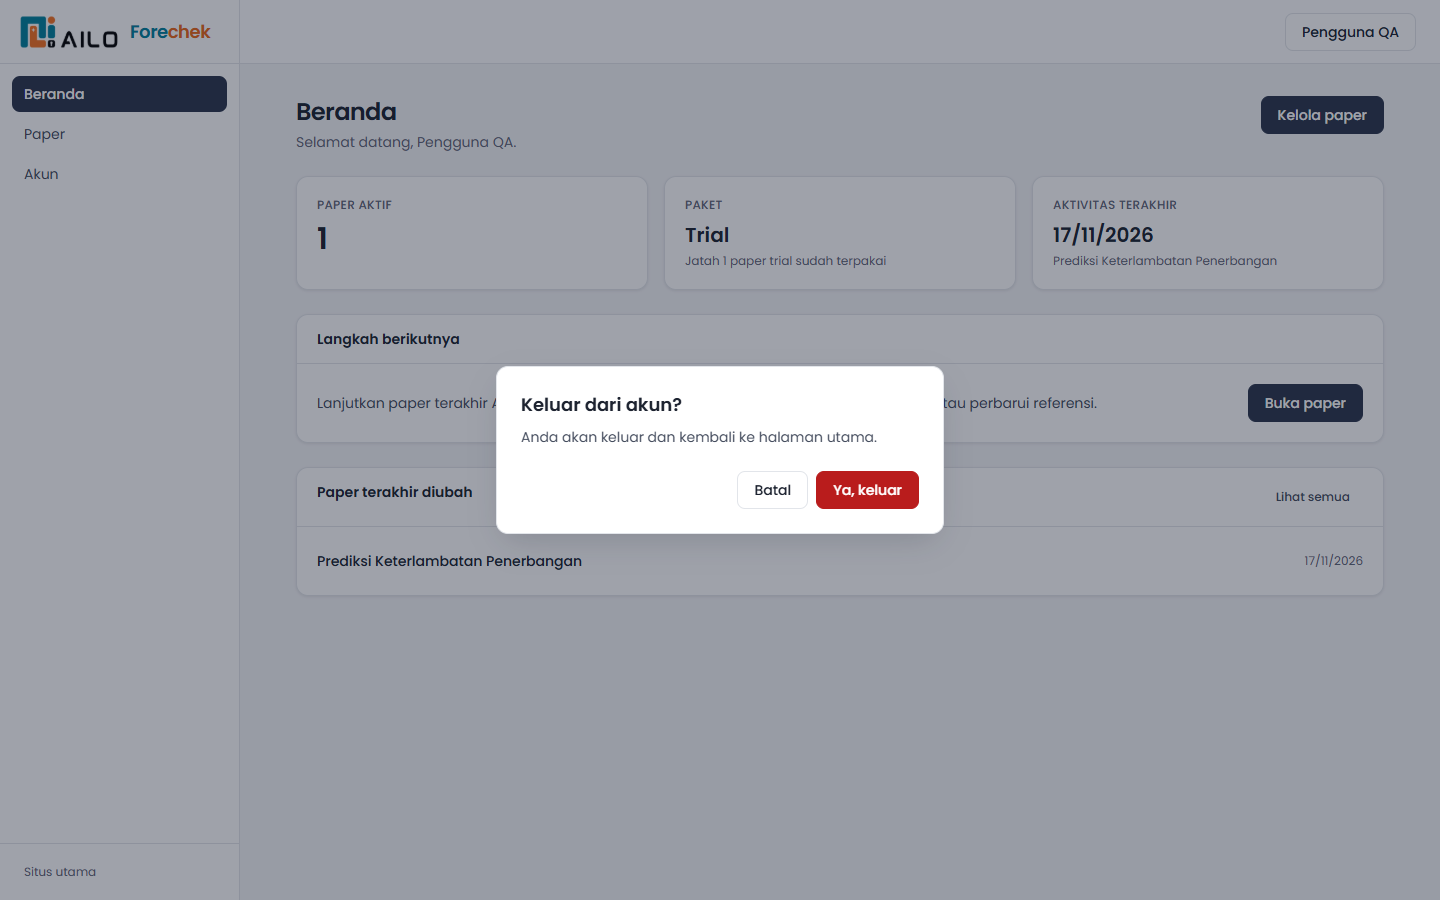 AILO Forechek
Pengguna QA
Beranda
Paper
Akun
Situs utama
Beranda
Selamat datang, Pengguna QA.
Kelola paper
PAPER AKTIF
1
PAKET
Trial
Jatah 1 paper trial sudah terpakai
AKTIVITAS TERAKHIR
17/11/2026
Prediksi Keterlambatan Penerbangan
Langkah berikutnya
Lanjutkan paper terakhir
tau perbarui referensi.
Buka paper
Keluar dari akun?
Anda akan keluar dan kembali ke halaman utama.
Batal
Ya, keluar
Paper terakhir diubah
Lihat semua
Prediksi Keterlambatan Penerbangan
17/11/2026